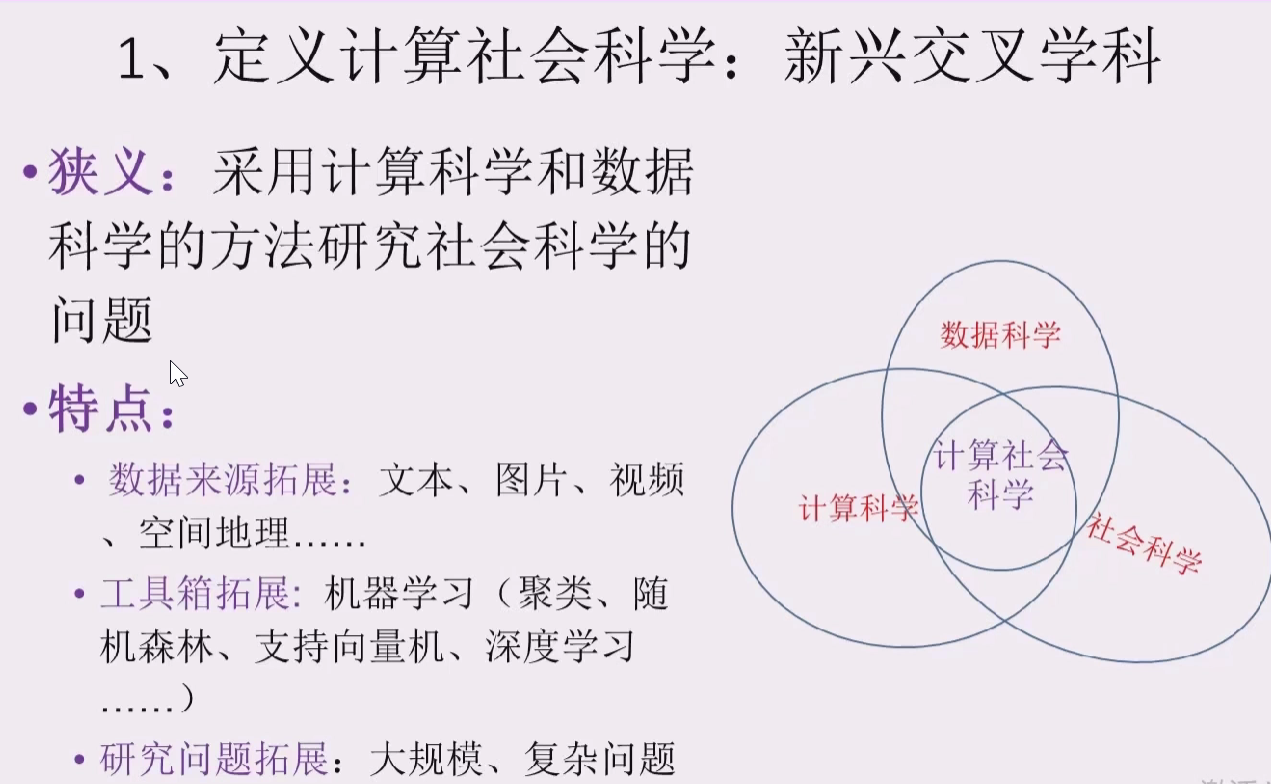 1、定义计算社会科学：新兴交叉学科
•狭义：采用计算科学和数据
科学的方法研究社会科学的
问题
•特点：
• 数据来源拓展：文本、图片、视频
、空间地理……
• 工具箱拓展: 机器学习（聚类、随
机森林、支持向量机、深度学习
……）
• 研究问题拓展：大规模、复杂问题
数据科学
计算社会
科学
计算科学
社会科学